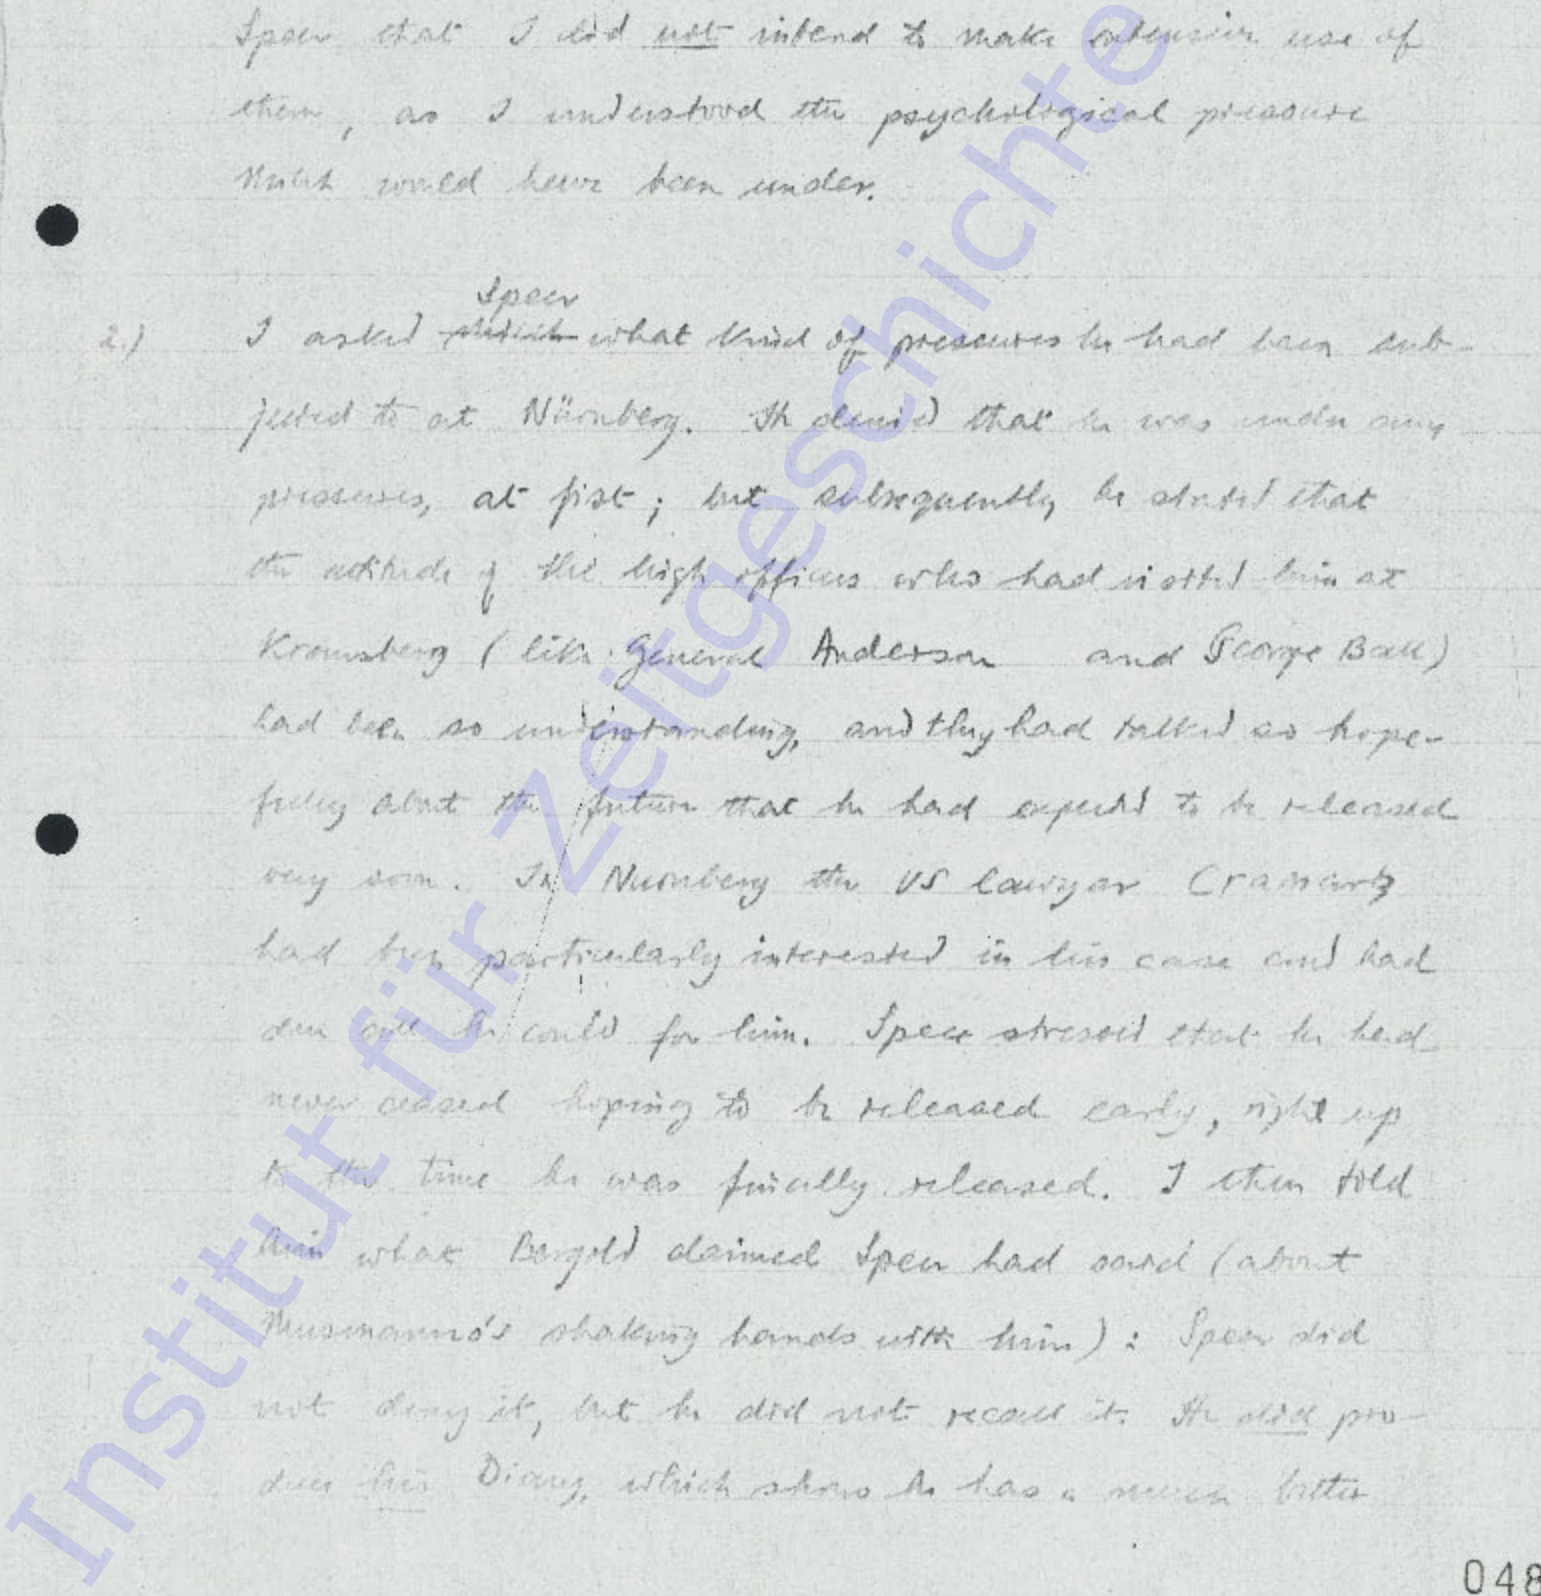 Speer that I did not intend to make extensive use of
them, as I understood the psychological pressure
Milch would have been under.
Speer
2.) I asked Milch what kind of pressures he had been sub-
jected to at Nürnberg. He denied that he was under any
pressures, at first; but subsequently he stated that
the attitude of the high officers who had visited him at
Kransberg (like General Anderson and George Ball)
had been so understanding, and they had talked so hope-
fully about the future that he had expected to be released
very soon. In Nurnberg the US lawyer
had been particularly interested in his case and had
done all he could for him. Speer stressed that he had
never ceased hoping to be released early, right up
to the time he was finally released. I then told
him what Bergold claimed Speer had said (about
Musmanno's shaking hands with him): Speer did
not deny it, but he did not recall it. He did pro-
duce his Diary, which shows he has a much better
048
Institut für Zeitgeschichte